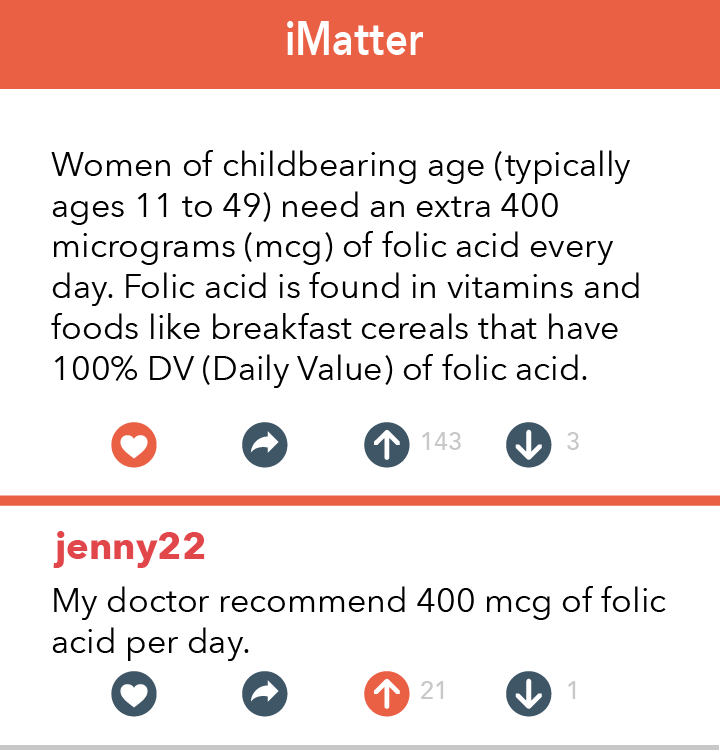 iMatter
Women of childbearing age (typically
ages 11 to 49) need an extra 400
micrograms (mcg) of folic acid every
day. Folic acid is found in vitamins and
foods like breakfast cereals that have
100% DV (Daily Value) of folic acid.
143 3
jenny22
My doctor recommend 400 mcg of folic
acid per day.
21 1